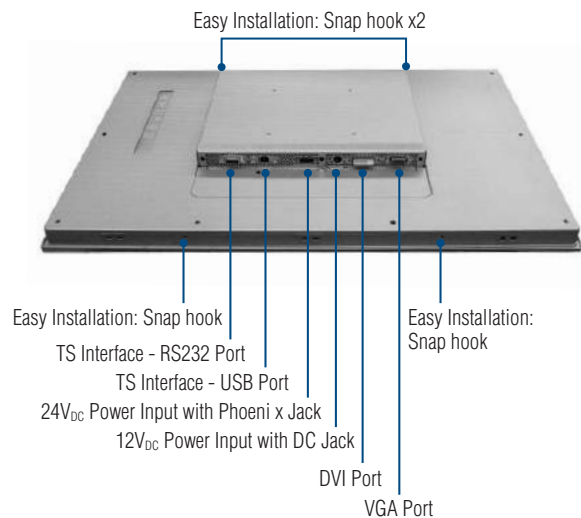 Easy Installation: Snap hook x2
Easy Installation: Snap hook
Easy Installation:
Snap hook
TS Interface - RS232 Port
TS Interface - USB Port
24VDC Power Input with Phoeni x Jack
12VDC Power Input with DC Jack
DVI Port
VGA Port